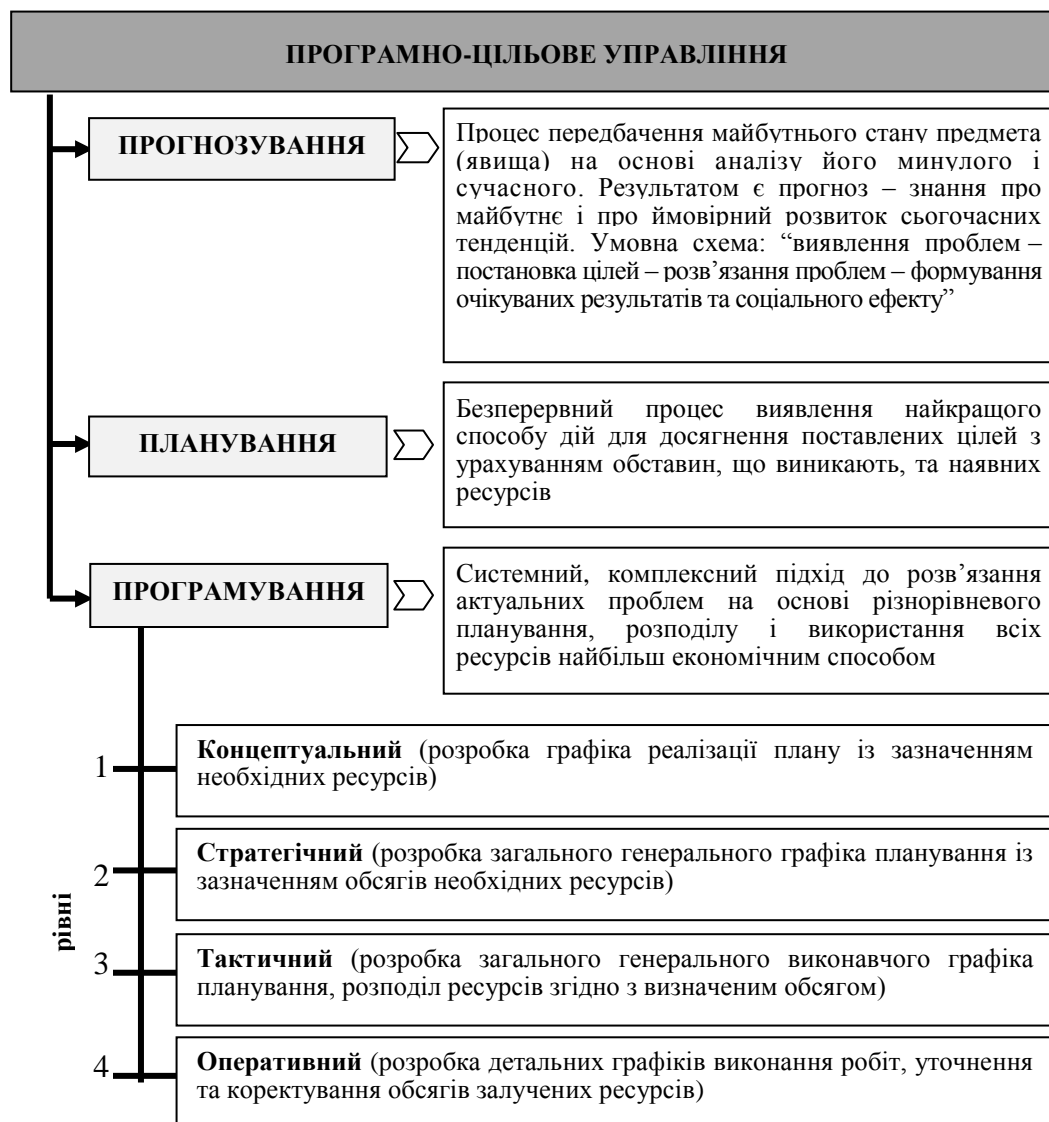 ПРОГРАМНО-ЦІЛЬОВЕ УПРАВЛІННЯ
ПРОГНОЗУВАННЯ
Процес передбачення майбутнього стану предмета
(явища) на основі аналізу його минулого і
сучасного. Результатом є прогноз – знання про
майбутнє і про ймовірний розвиток сьогочасних
тенденцій. Умовна схема: “виявлення проблем –
постановка цілей – розв’язання проблем – формування
очікуваних результатів та соціального ефекту”
ПЛАНУВАННЯ
Безперервний процес виявлення найкращого
способу дій для досягнення поставлених цілей з
урахуванням обставин, що виникають, та наявних
ресурсів
ПРОГРАМУВАННЯ
Системний, комплексний підхід до розв’язання
актуальних проблем на основі різнорівневого
планування, розподілу і використання всіх
ресурсів найбільш економічним способом
рівні
1
Концептуальний (розробка графіка реалізації плану із зазначенням
необхідних ресурсів)
2
Стратегічний (розробка загального генерального графіка планування із
зазначенням обсягів необхідних ресурсів)
3
Тактичний (розробка загального генерального виконавчого графіка
планування, розподіл ресурсів згідно з визначеним обсягом)
4
Оперативний (розробка детальних графіків виконання робіт, уточнення
та коректування обсягів залучених ресурсів)